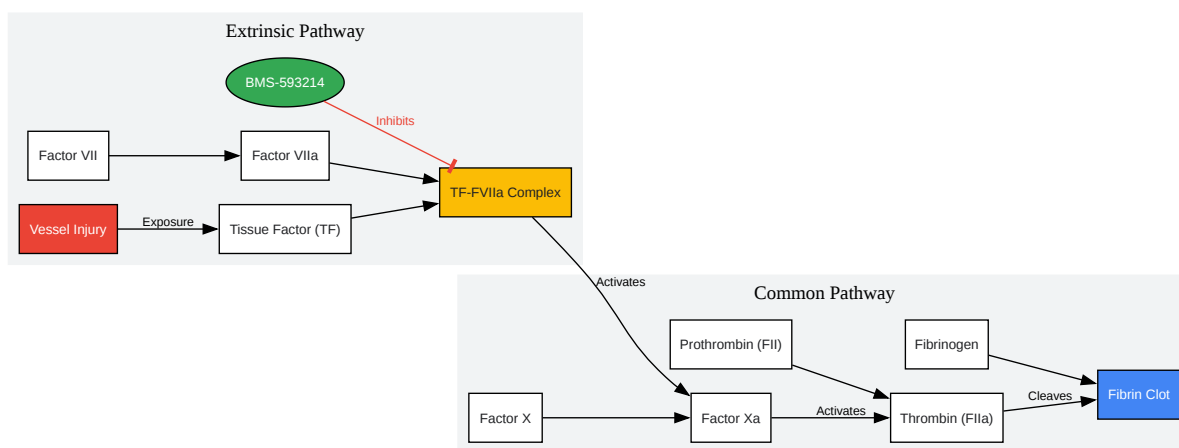 Extrinsic Pathway
BMS-593214
Inhibits
Factor VII
Factor VIIa
TF-FVIIa Complex
Vessel Injury
Exposure
Tissue Factor (TF)
Activates
Common Pathway
Prothrombin (FII)
Fibrinogen
Factor X
Factor Xa
Activates
Thrombin (FIIa)
Cleaves
Fibrin Clot